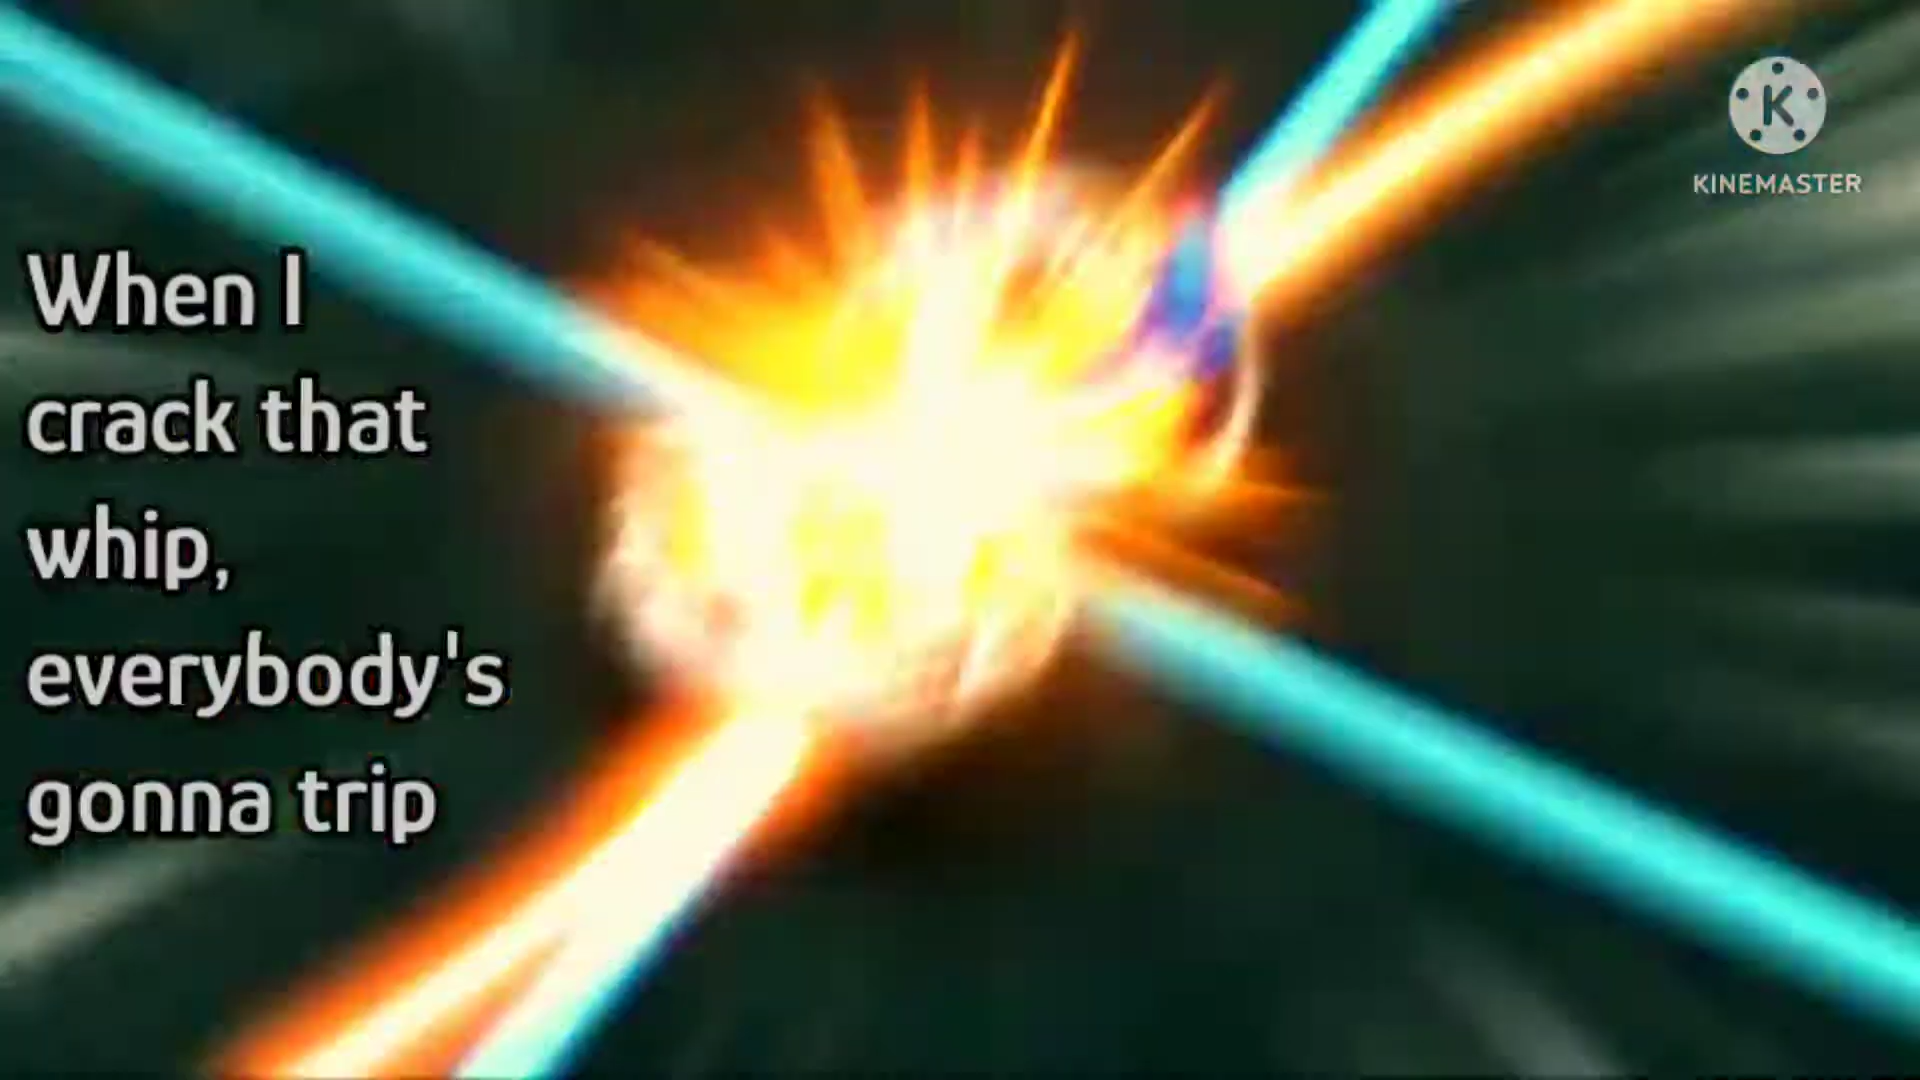 When I
crack that
whip,
everybody's
gonna trip
K
KINEMASTER